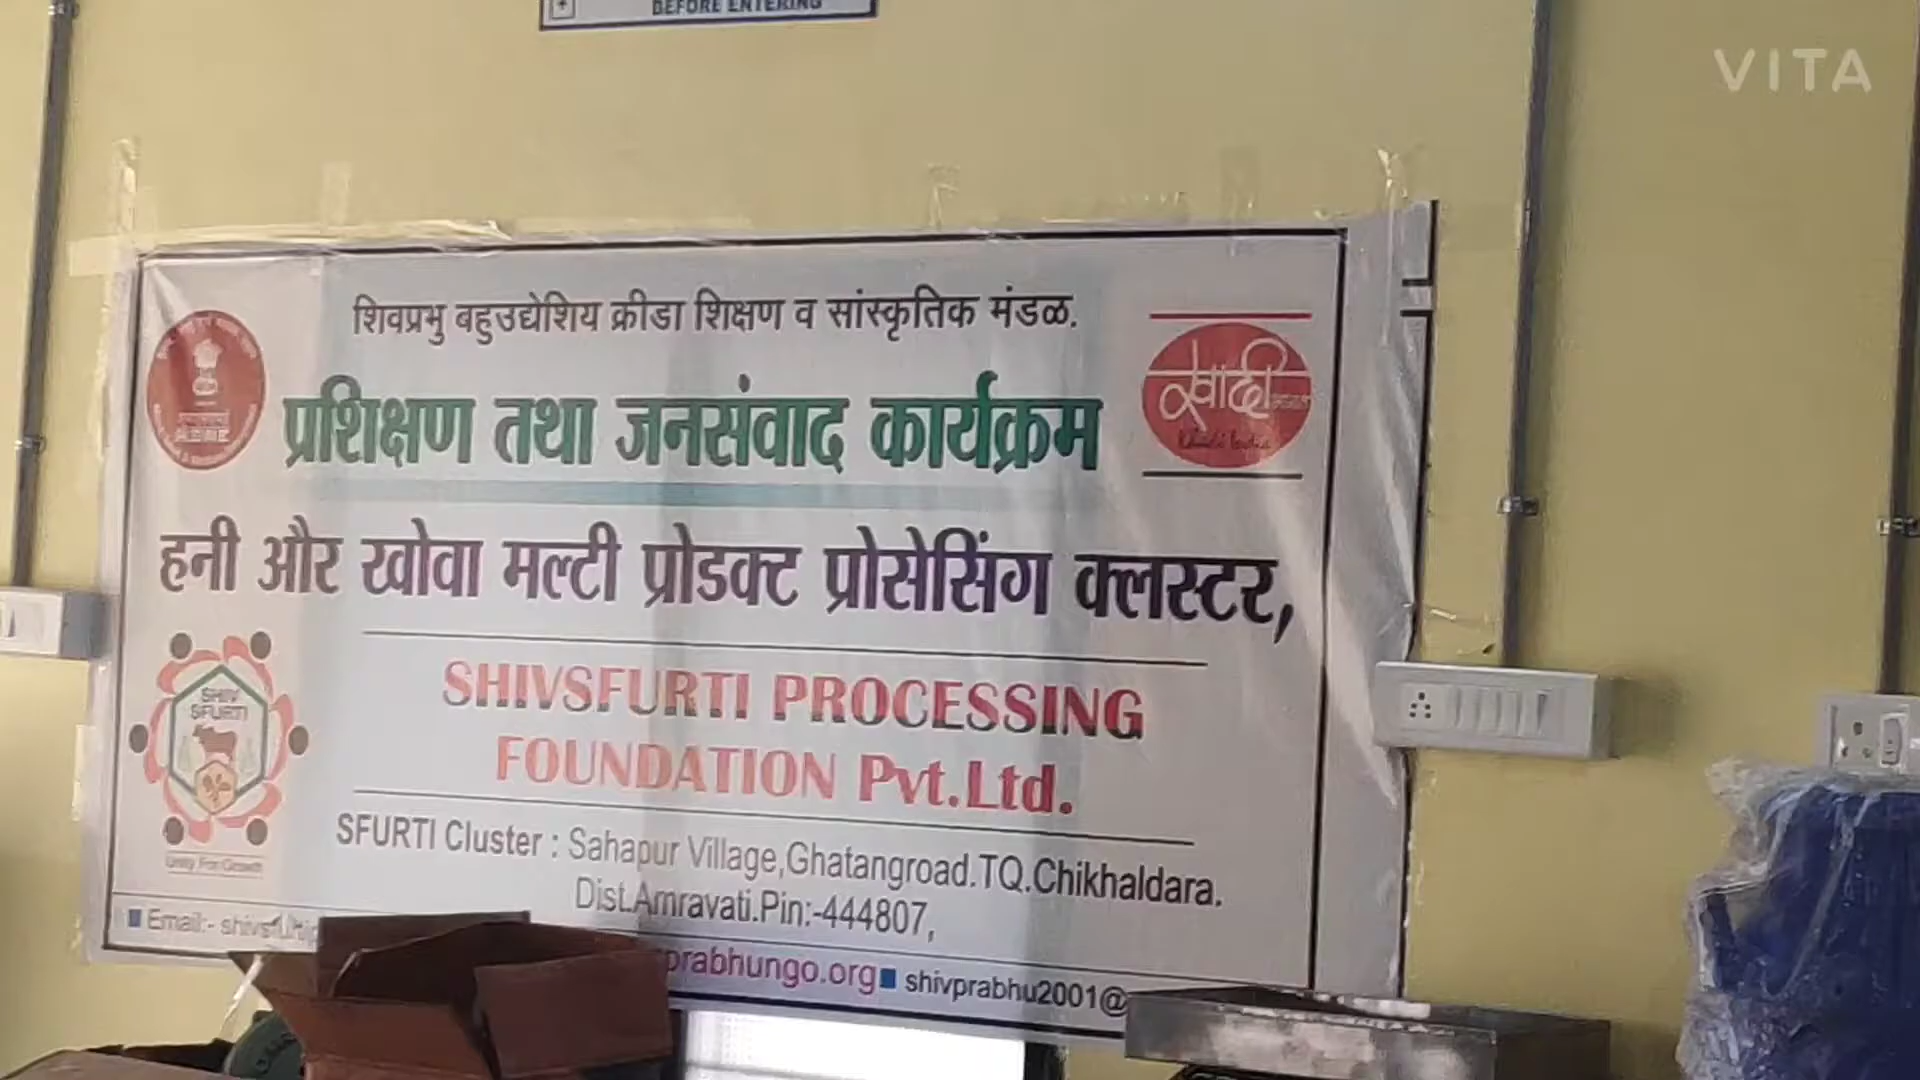 BEFORE ENTERING
VITA
शिवप्रभु बहुउद्येशिय क्रीडा शिक्षण व सांस्कृतिक मंडळ.
प्रशिक्षण तथा जनसंवाद कार्यक्रम
खादी
Khadi India
हनी और खोवा मल्टी प्रोडक्ट प्रोसेसिंग क्लस्टर,
SHIV
SFURTI
Unity For Growth
SHIVSFURTI PROCESSING
FOUNDATION Pvt.Ltd.
SFURTI Cluster : Sahapur Village,Ghatangroad.TQ.Chikhaldara.
Dist.Amravati.Pin:-444807,
Email:-
prabhungo.org shivprabhu2001@